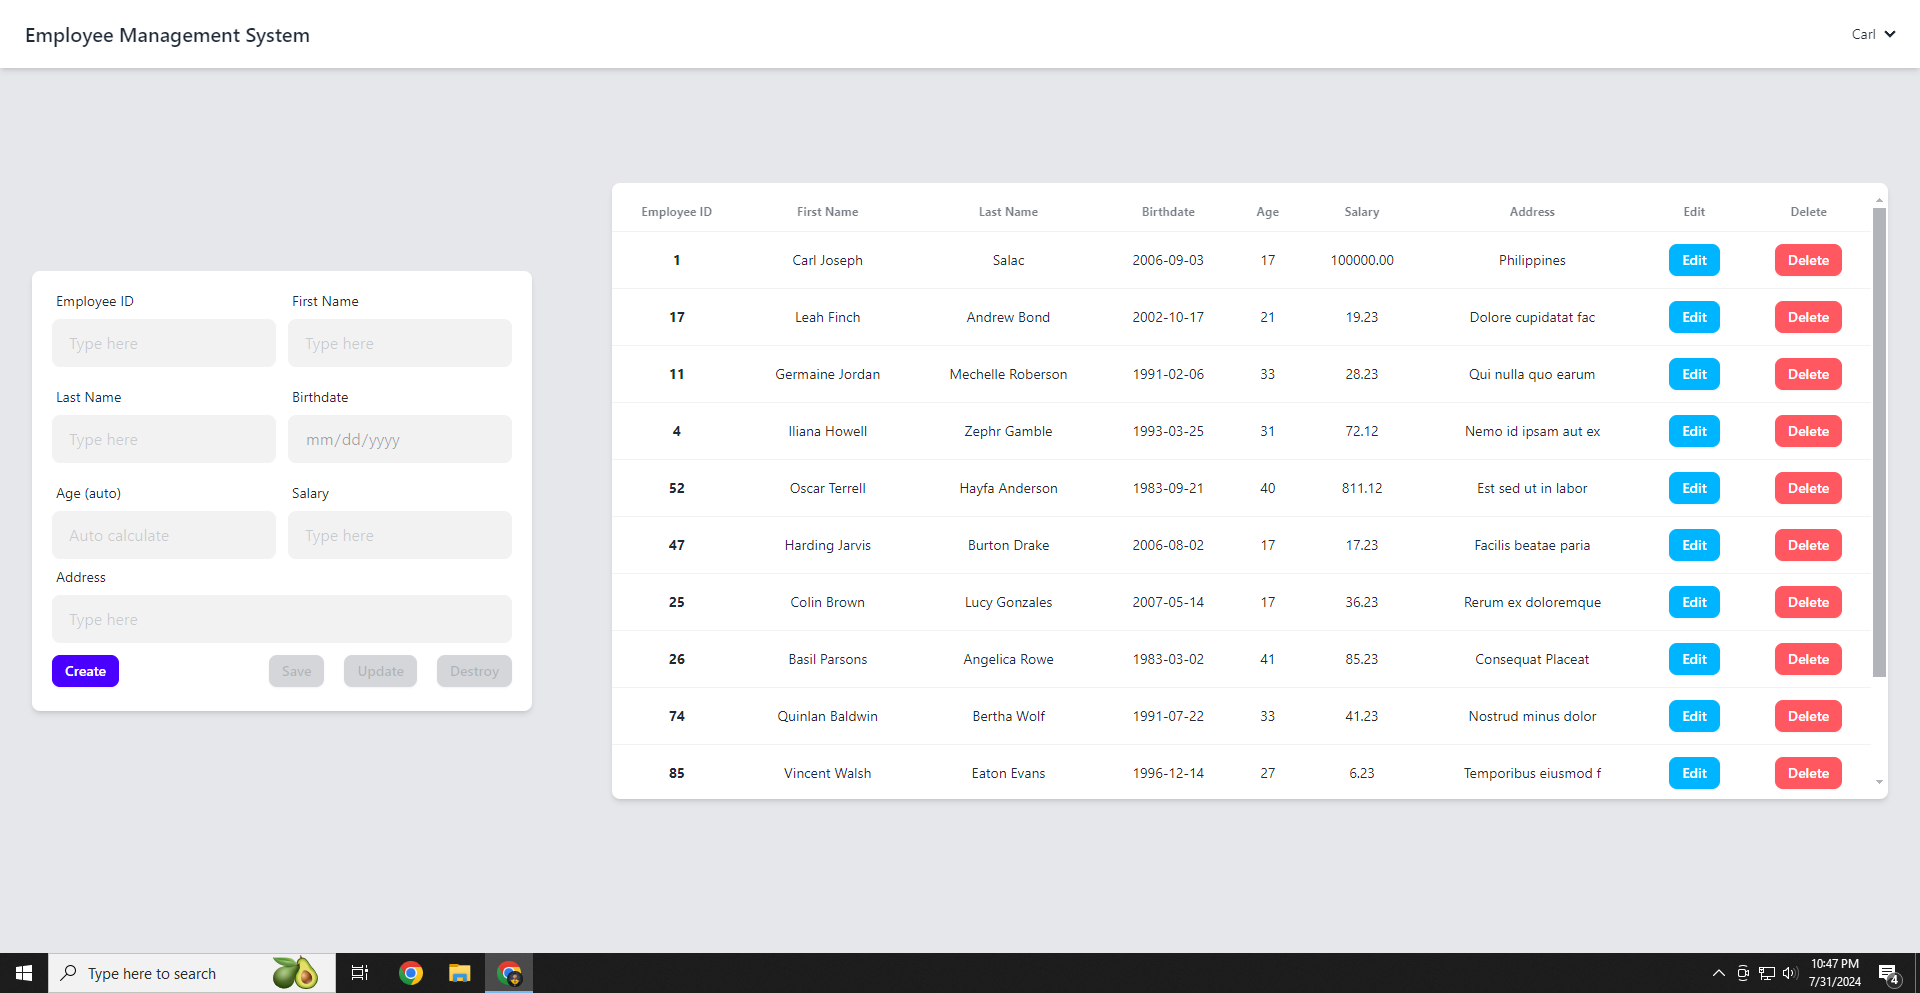 Employee Management System
Carl
Employee ID First Name
Type here Type here
Last Name Birthdate
Type here mm/dd/yyyy
Age (auto) Salary
Auto calculate Type here
Address
Type here
Create Save Update Destroy
Employee ID First Name Last Name Birthdate Age Salary Address Edit Delete
1 Carl Joseph Salac 2006-09-03 17 100000.00 Philippines Edit Delete
17 Leah Finch Andrew Bond 2002-10-17 21 19.23 Dolore cupidatat fac Edit Delete
11 Germaine Jordan Mechelle Roberson 1991-02-06 33 28.23 Qui nulla quo earum Edit Delete
4 Iliana Howell Zephr Gamble 1993-03-25 31 72.12 Nemo id ipsam aut ex Edit Delete
52 Oscar Terrell Hayfa Anderson 1983-09-21 40 811.12 Est sed ut in labor Edit Delete
47 Harding Jarvis Burton Drake 2006-08-02 17 17.23 Facilis beatae paria Edit Delete
25 Colin Brown Lucy Gonzales 2007-05-14 17 36.23 Rerum ex doloremque Edit Delete
26 Basil Parsons Angelica Rowe 1983-03-02 41 85.23 Consequat Placeat Edit Delete
74 Quinlan Baldwin Bertha Wolf 1991-07-22 33 41.23 Nostrud minus dolor Edit Delete
85 Vincent Walsh Eaton Evans 1996-12-14 27 6.23 Temporibus eiusmod f Edit Delete
Type here to search
10:47 PM
7/31/2024
4